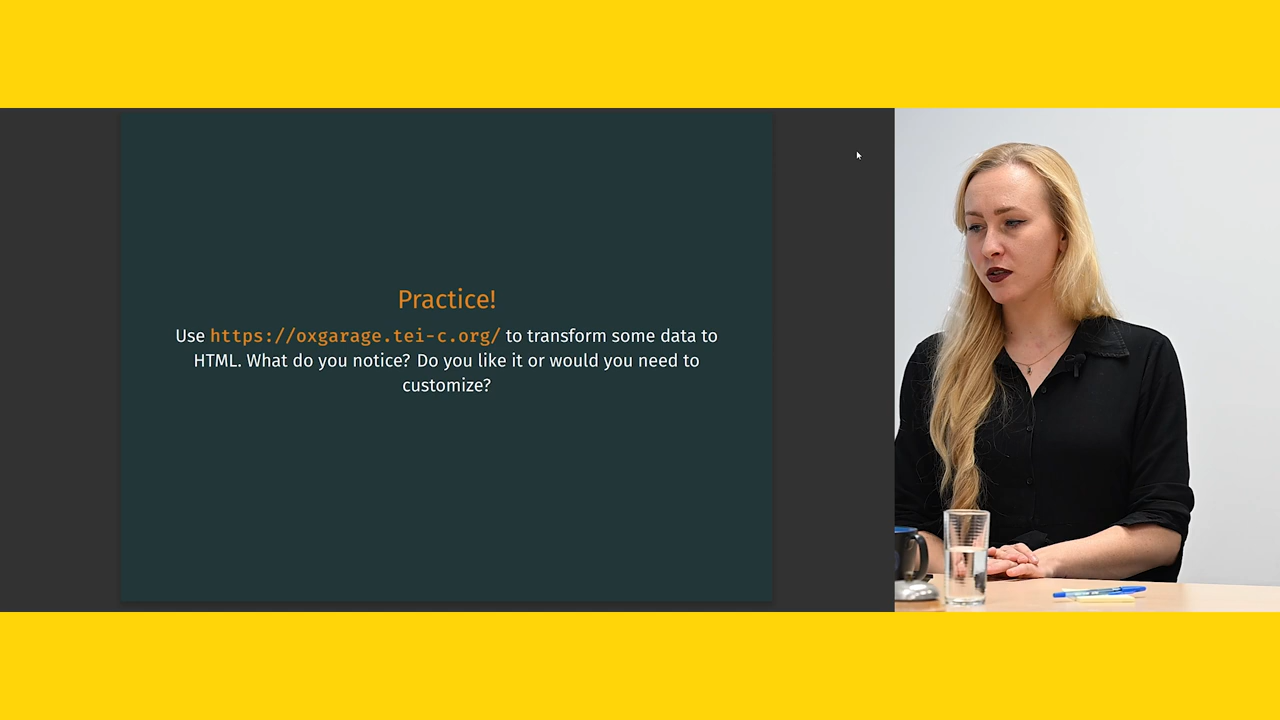 Practice!
Use https://oxgarage.tei-c.org/ to transform some data to
HTML. What do you notice? Do you like it or would you need to
customize?